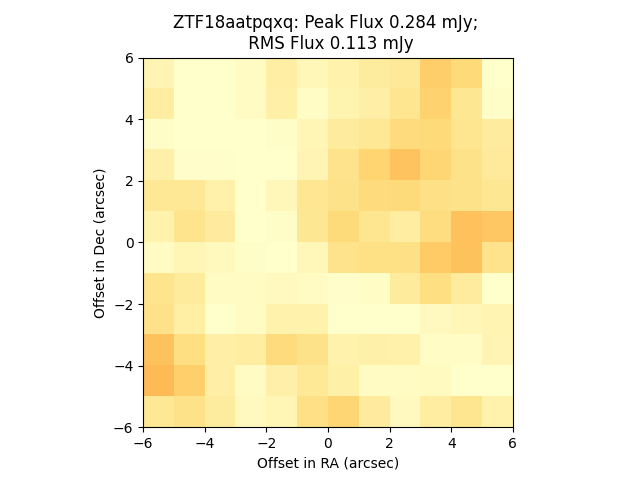 ZTF18aatpqxq: Peak Flux 0.284 mJy;
RMS Flux 0.113 mJy
6
4
2
0
−2
−4
−6
Offset in Dec (arcsec)
−6 −4 −2 0 2 4 6
Offset in RA (arcsec)